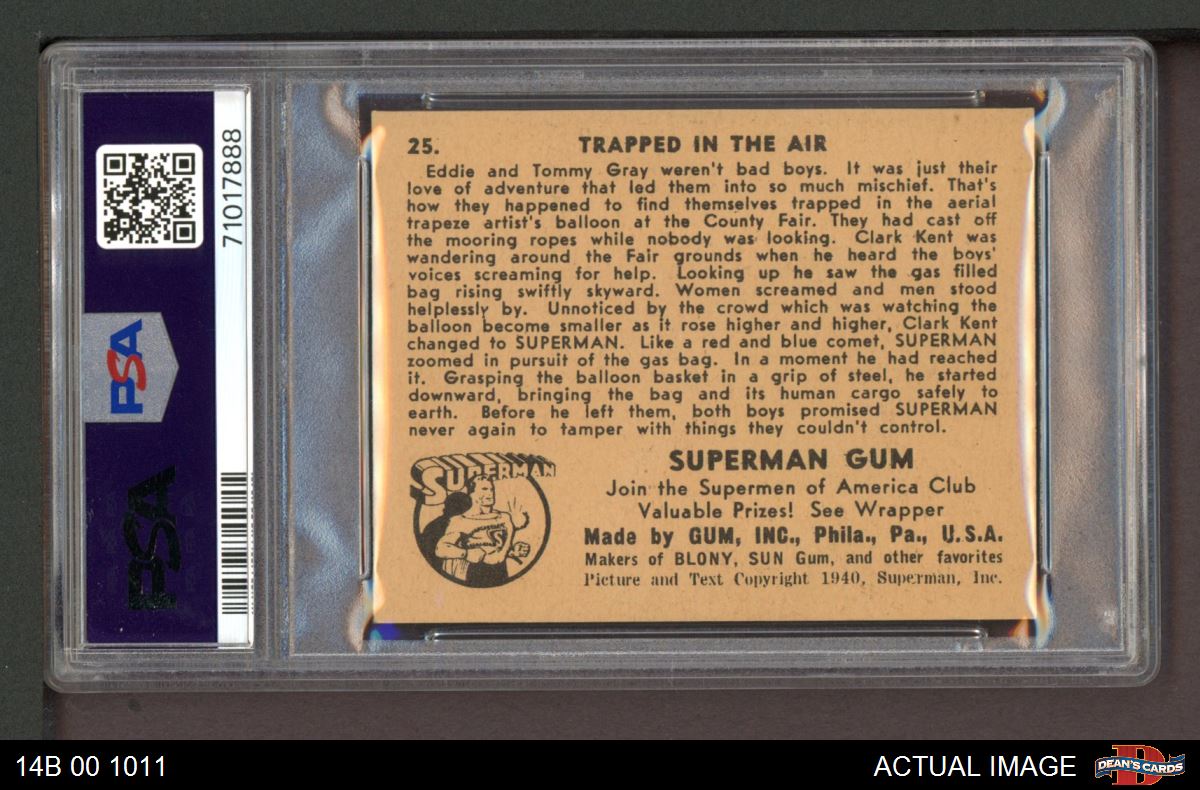 71017888
PSA
PSA
25. TRAPPED IN THE AIR
Eddie and Tommy Gray weren't bad boys. It was just their
love of adventure that led them into so much mischief. That's
how they happened to find themselves trapped in the aerial
trapeze artist's balloon at the County Fair. They had cast off
the mooring ropes while nobody was looking. Clark Kent was
wandering around the Fair grounds when he heard the boys'
voices screaming for help. Looking up he saw the gas filled
bag rising swiftly skyward. Women screamed and men stood
helplessly by. Unnoticed by the crowd which was watching the
balloon become smaller as it rose higher and higher, Clark Kent
changed to SUPERMAN. Like a red and blue comet, SUPERMAN
zoomed in pursuit of the gas bag. In a moment he had reached
it. Grasping the balloon basket in a grip of steel, he started
downward, bringing the bag and its human cargo safely to
earth. Before he left them, both boys promised SUPERMAN
never again to tamper with things they couldn't control.
SUPERMAN
S
SUPERMAN GUM
Join the Supermen of America Club
Valuable Prizes! See Wrapper
Made by GUM, INC., Phila., Pa., U.S.A.
Makers of BLONY, SUN Gum, and other favorites
Picture and Text Copyright 1940, Superman, Inc.
14B 00 1011
ACTUAL IMAGE
D
DEAN'S CARDS